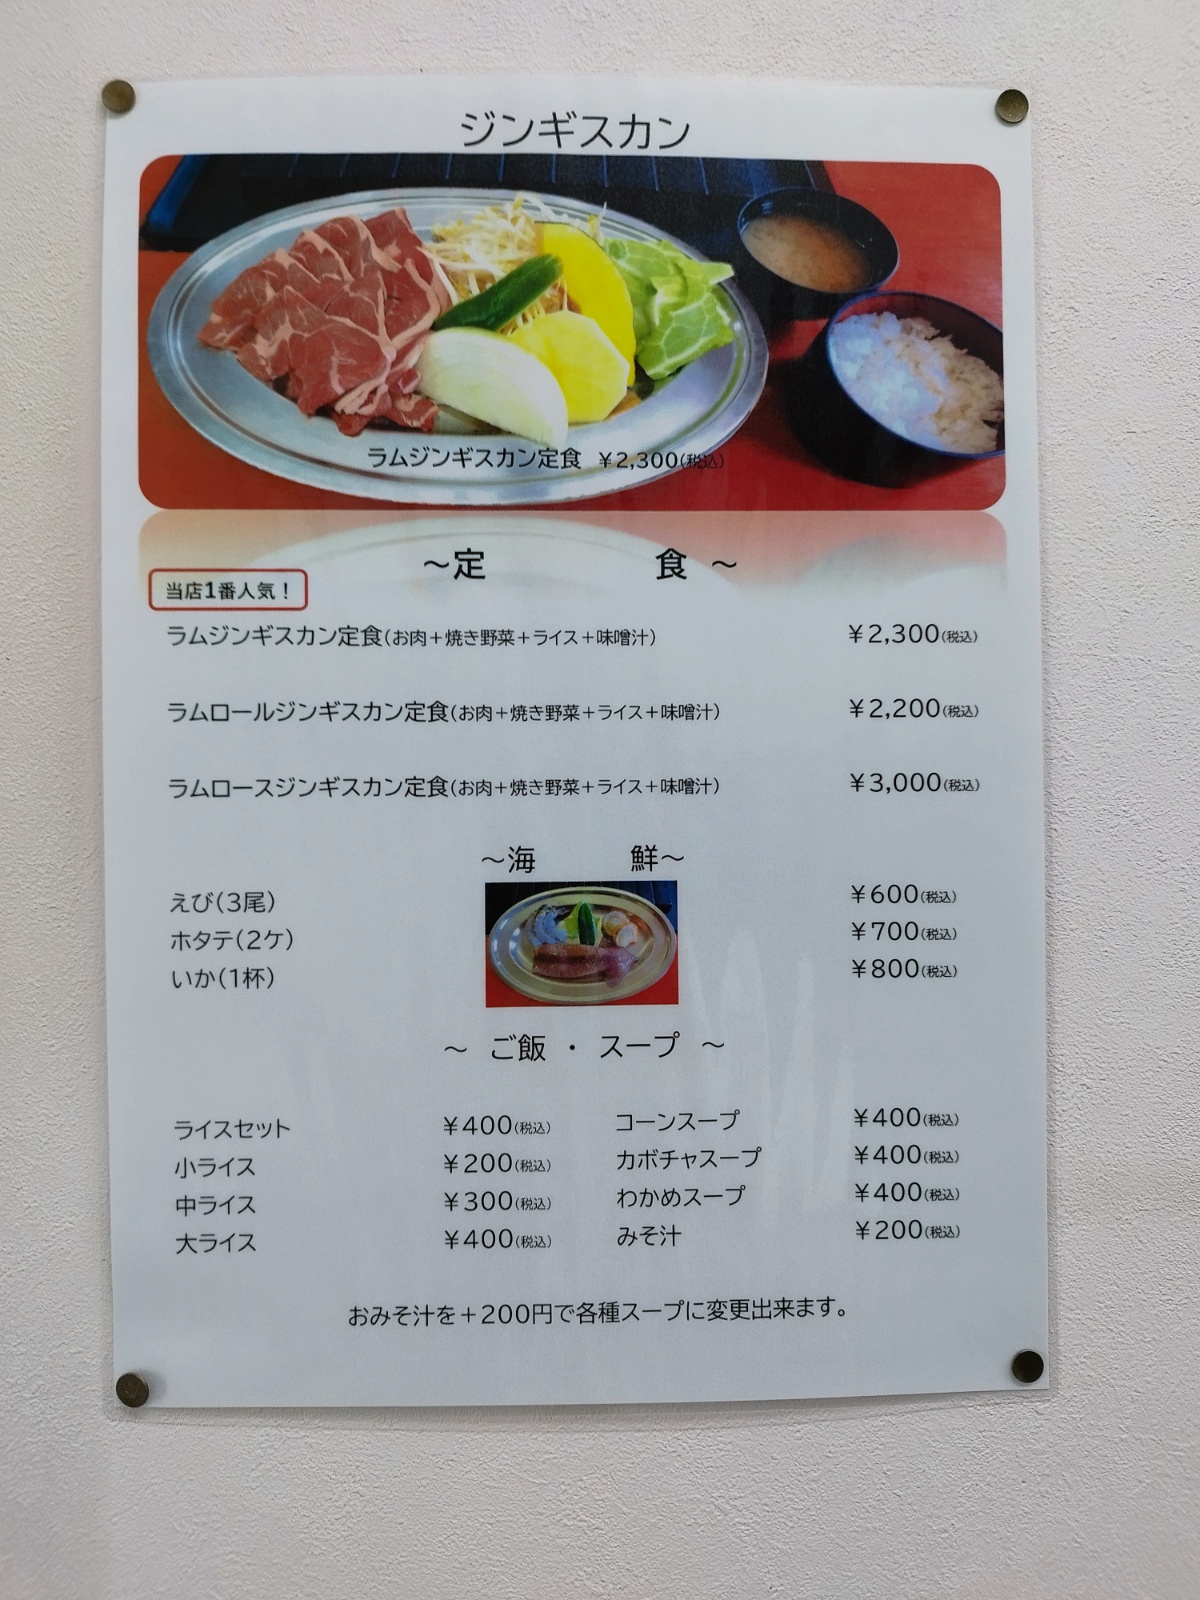 ジンギスカン
ラムジンギスカン定食 ￥2,300(税込)
～定 食 ～
当店1番人気！
ラムジンギスカン定食(お肉＋焼き野菜＋ライス＋味噌汁) ￥2,300(税込)
ラムロールジンギスカン定食(お肉＋焼き野菜＋ライス＋味噌汁) ￥2,200(税込)
ラムロースジンギスカン定食(お肉＋焼き野菜＋ライス＋味噌汁) ￥3,000(税込)
～海 鮮～
えび(3尾) ￥600(税込)
ホタテ(2ケ) ￥700(税込)
いか(1杯) ￥800(税込)
～ ご飯 ・ スープ ～
ライスセット ￥400(税込) コーンスープ ￥400(税込)
小ライス ￥200(税込) カボチャスープ ￥400(税込)
中ライス ￥300(税込) わかめスープ ￥400(税込)
大ライス ￥400(税込) みそ汁 ￥200(税込)
おみそ汁を＋200円で各種スープに変更出来ます。